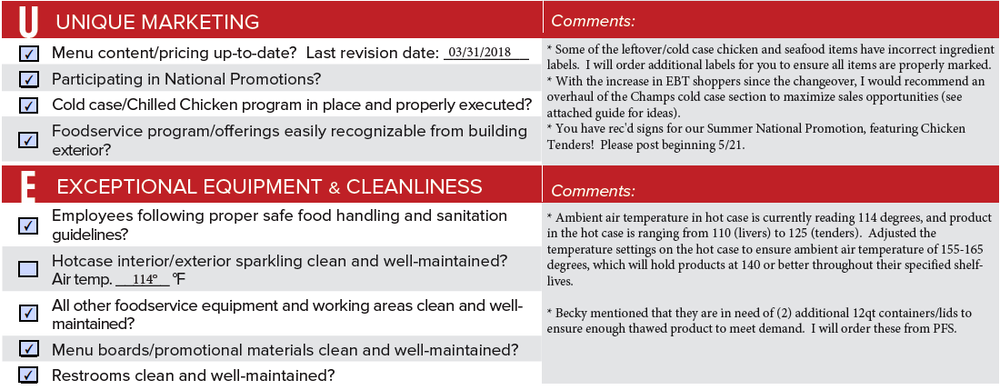 U UNIQUE MARKETING
Comments:
✓ Menu content/pricing up-to-date? Last revision date: 03/31/2018
✓ Participating in National Promotions?
✓ Cold case/Chilled Chicken program in place and properly executed?
✓ Foodservice program/offerings easily recognizable from building
exterior?
* Some of the leftover/cold case chicken and seafood items have incorrect ingredient
labels. I will order additional labels for you to ensure all items are properly marked.
* With the increase in EBT shoppers since the changeover, I would recommend an
overhaul of the Champs cold case section to maximize sales opportunities (see
attached guide for ideas).
* You have rec'd signs for our Summer National Promotion, featuring Chicken
Tenders! Please post beginning 5/21.
E EXCEPTIONAL EQUIPMENT & CLEANLINESS
Comments:
✓ Employees following proper safe food handling and sanitation
guidelines?
Hotcase interior/exterior sparkling clean and well-maintained?
Air temp. 114° °F
✓ All other foodservice equipment and working areas clean and well-
maintained?
✓ Menu boards/promotional materials clean and well-maintained?
✓ Restrooms clean and well-maintained?
* Ambient air temperature in hot case is currently reading 114 degrees, and product
in the hot case is ranging from 110 (livers) to 125 (tenders). Adjusted the
temperature settings on the hot case to ensure ambient air temperature of 155-165
degrees, which will hold products at 140 or better throughout their specified shelf-
lives.
* Becky mentioned that they are in need of (2) additional 12qt containers/lids to
ensure enough thawed product to meet demand. I will order these from PFS.